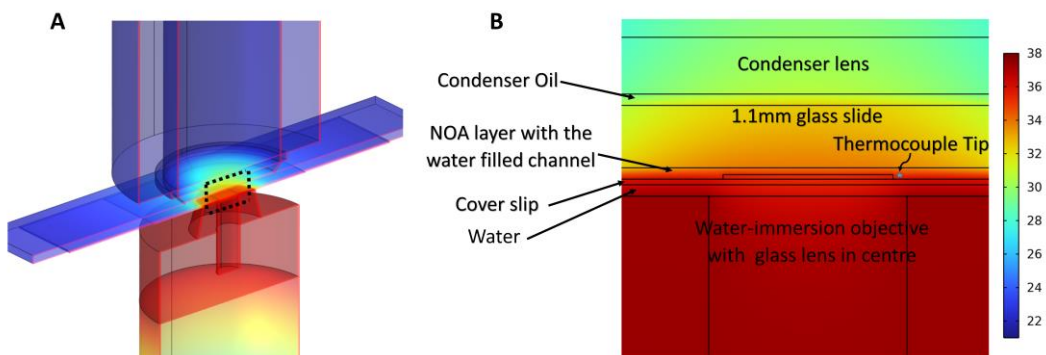 A
B
Condenser lens
Condenser Oil
1.1mm glass slide
NOA layer with the
water filled channel
Thermocouple Tip
Cover slip
Water
Water-immersion objective
with glass lens in centre
38
36
34
32
30
28
26
24
22